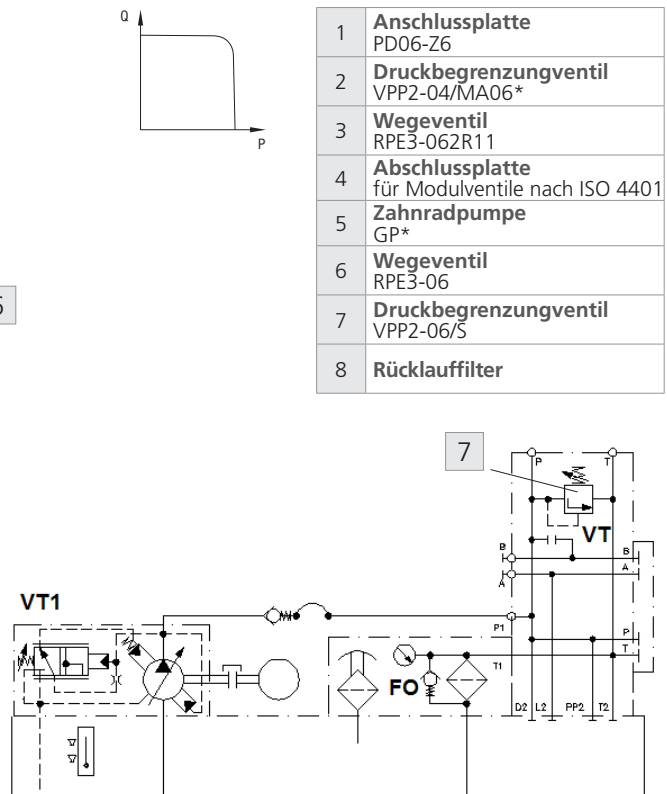 Q
P
1 Anschlussplatte
PD06-Z6
2 Druckbegrenzungventil
VPP2-04/MA06*
3 Wegeventil
RPE3-062R11
4 Abschlussplatte
für Modulventile nach ISO 4401
5 Zahnradpumpe
GP*
6 Wegeventil
RPE3-06
7 Druckbegrenzungventil
VPP2-06/S
8 Rücklauffilter
7
P T
VT
B B
A A
VT1
P1
P
T
T1
FO
D2 L2 PP2 T2